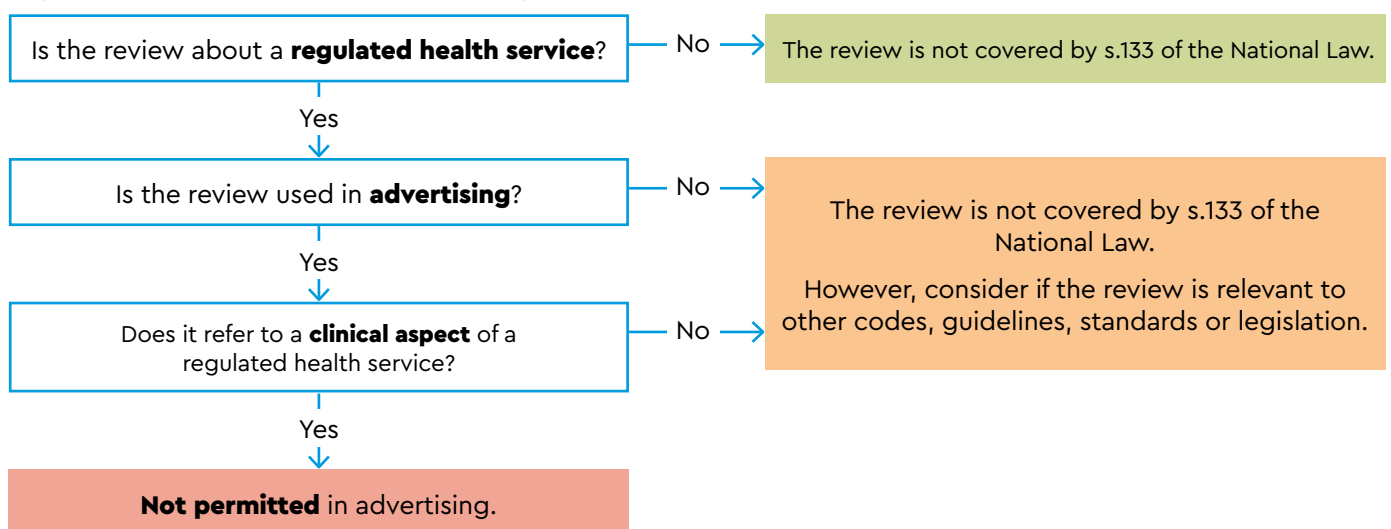 Is the review about a regulated health service?
No
The review is not covered by s.133 of the National Law.
Yes
Is the review used in advertising?
No
The review is not covered by s.133 of the
National Law.
However, consider if the review is relevant to
other codes, guidelines, standards or legislation.
Yes
Does it refer to a clinical aspect of a
regulated health service?
No
Yes
Not permitted in advertising.